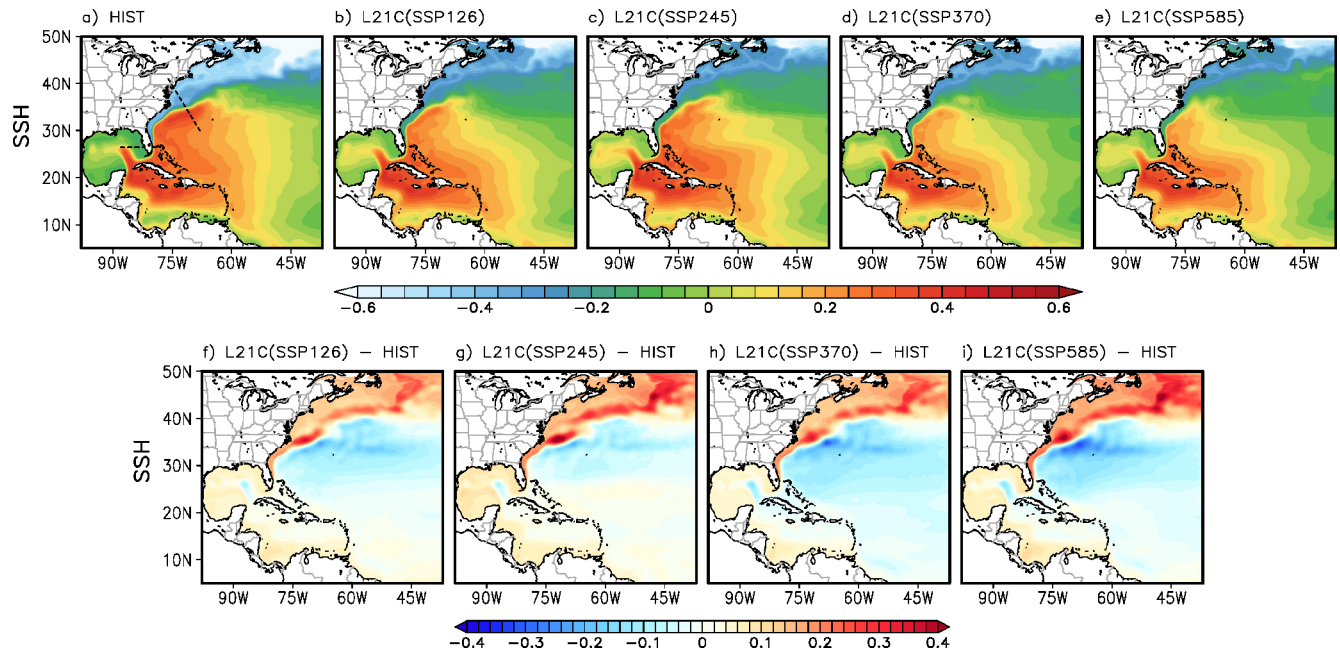 a) HIST
b) L21C(SSP126)
c) L21C(SSP245)
d) L21C(SSP370)
e) L21C(SSP585)
50N
40N
30N
20N
10N
SSH
90W 75W 60W 45W
90W 75W 60W 45W
90W 75W 60W 45W
90W 75W 60W 45W
90W 75W 60W 45W
−0.6 −0.4 −0.2 0 0.2 0.4 0.6
f) L21C(SSP126) − HIST
g) L21C(SSP245) − HIST
h) L21C(SSP370) − HIST
i) L21C(SSP585) − HIST
50N
40N
30N
20N
10N
SSH
90W 75W 60W 45W
90W 75W 60W 45W
90W 75W 60W 45W
90W 75W 60W 45W
−0.4 −0.3 −0.2 −0.1 0 0.1 0.2 0.3 0.4